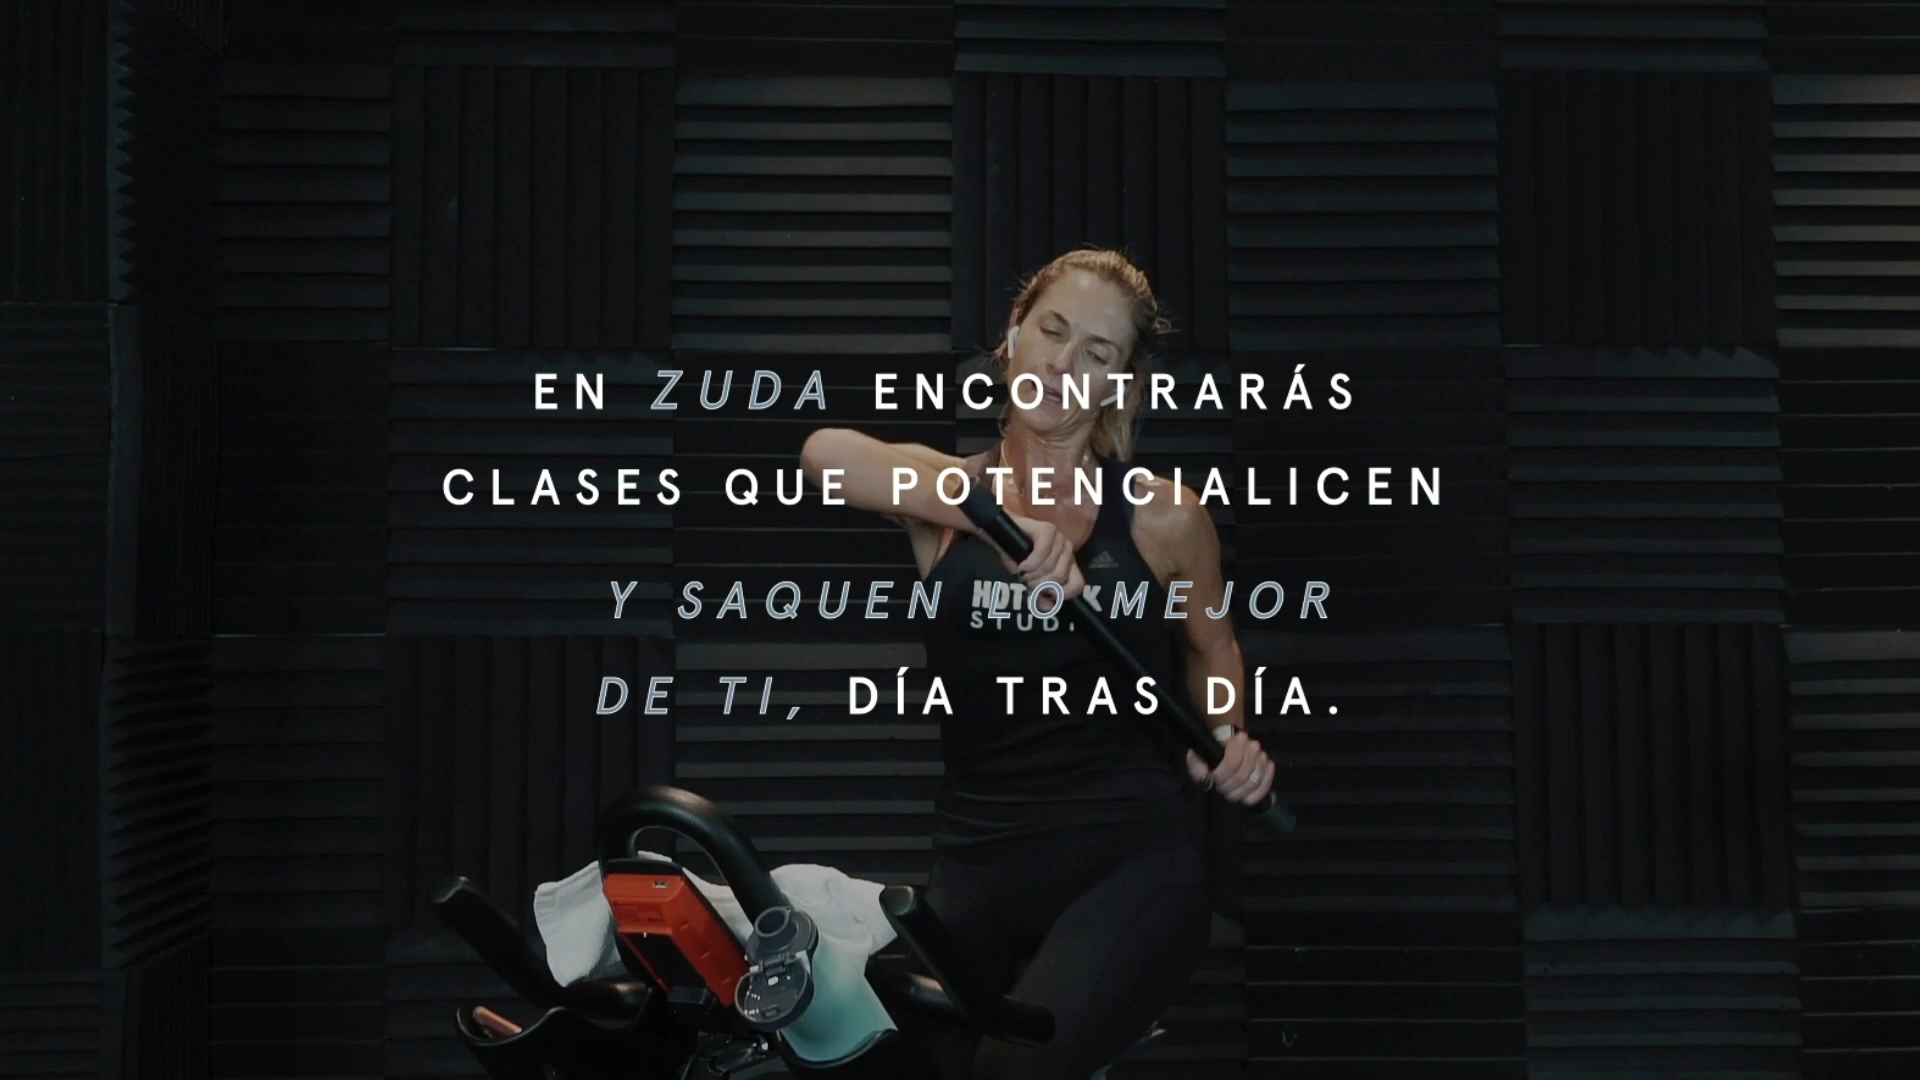 EN ZUDA ENCONTRARÁS
CLASES QUE POTENCIALICEN
Y SAQUEN LO MEJOR
DE TI, DÍA TRAS DÍA.